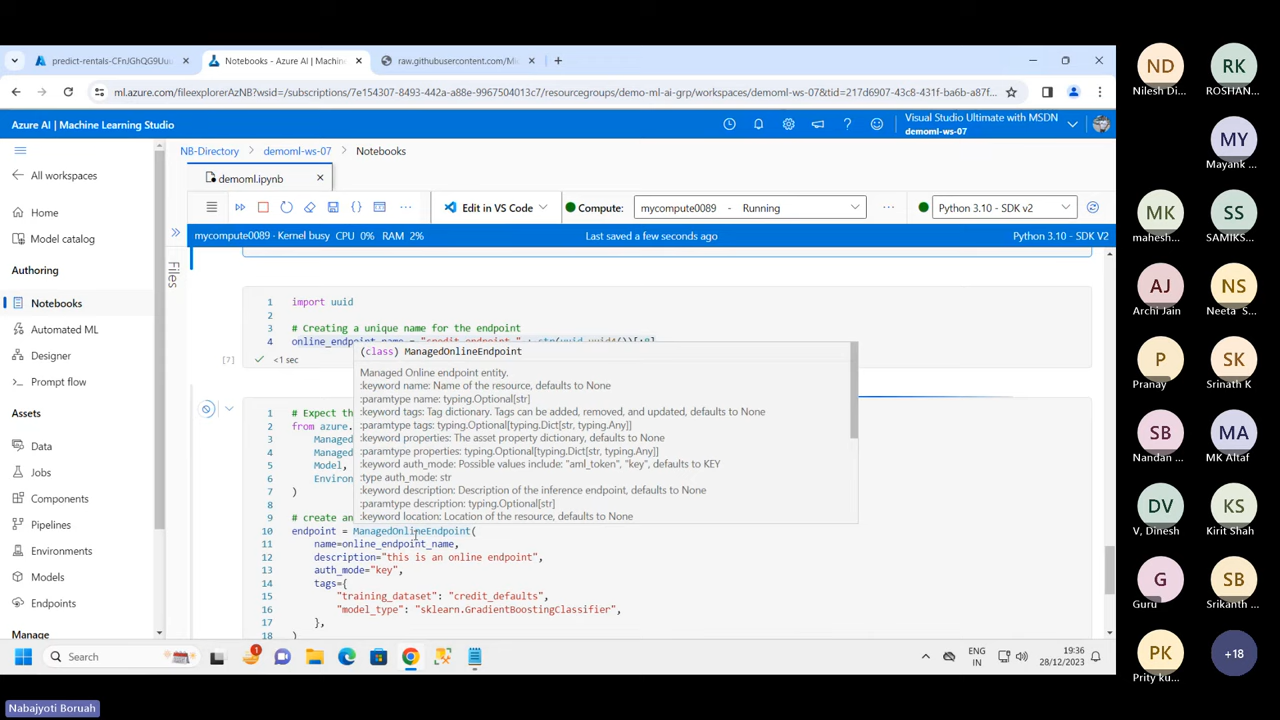 predict-rentals-CFnJGhQG9Uuu
Notebooks - Azure AI | Machin
raw.githubusercontent.com/Mi
ml.azure.com/fileexplorerAzNB?wsid=/subscriptions/7e154307-8493-442a-a88e-9967504013c7/resourcegroups/demo-ml-ai-grp/workspaces/demoml-ws-07&tid=217d6907-43c8-431f-ba6b-a87f...
Azure AI | Machine Learning Studio
Visual Studio Ultimate with MSDN
demoml-ws-07
NB-Directory
demoml-ws-07
Notebooks
demoml.ipynb
Edit in VS Code
Compute:
mycompute0089 - Running
Python 3.10 - SDK v2
mycompute0089 - Kernel busy CPU 0% RAM 2%
Last saved a few seconds ago
Python 3.10 - SDK V2
All workspaces
Home
Model catalog
Authoring
Notebooks
Automated ML
Designer
Prompt flow
Assets
Data
Jobs
Components
Pipelines
Environments
Models
Endpoints
Manage
Files
1 import uuid
2
3 # Creating a unique name for the endpoint
4 online_endpoint_name = "credit-endpoint-" + str(uuid.uuid4())[:8]
[7]
<1 sec
(class) ManagedOnlineEndpoint
Managed Online endpoint entity.
:keyword name: Name of the resource, defaults to None
:paramtype name: typing.Optional[str]
:keyword tags: Tag dictionary. Tags can be added, removed, and updated, defaults to None
:paramtype tags: typing.Optional[typing.Dict[str, typing.Any]]
:keyword properties: The asset property dictionary, defaults to None
:paramtype properties: typing.Optional[typing.Dict[str, typing.Any]]
:keyword auth_mode: Possible values include: "aml_token", "key", defaults to KEY
:type auth_mode: str
:keyword description: Description of the inference endpoint, defaults to None
:paramtype description: typing.Optional[str]
:keyword location: Location of the resource, defaults to None
1 # Expect th
2 from azure.
3 Managed
4 Managed
5 Model,
6 Environ
7 )
8
9 # create an
10 endpoint = ManagedOnlineEndpoint(
11 name=online_endpoint_name,
12 description="this is an online endpoint",
13 auth_mode="key",
14 tags={
15 "training_dataset": "credit_defaults",
16 "model_type": "sklearn.GradientBoostingClassifier",
17 },
18 )
Search
1
ENG
IN
19:36
28/12/2023
ND
Nilesh Di...
RK
ROSHAN...
MY
Mayank ...
MK
mahesh...
SS
SAMIKS...
AJ
Archi Jain
NS
Neeta S...
P
Pranay
SK
Srinath K
SB
Nandan ...
MA
MK Altaf
DV
V, Dinesh
KS
Kirit Shah
G
Guru
SB
Srikanth ...
PK
Prity ku...
+18
Nabajyoti Boruah